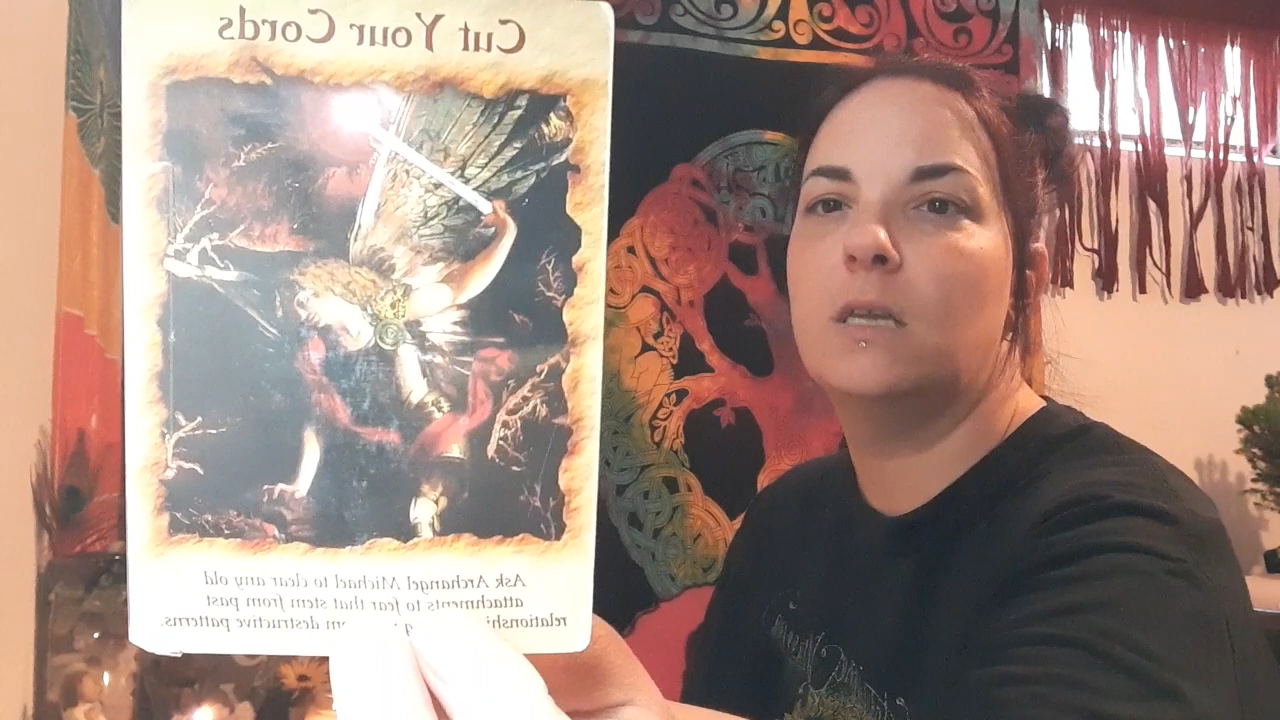 Cut Your Cords
Ask Archangel Michael to clear any old
attachments to fear that stem from past
destructive patterns.